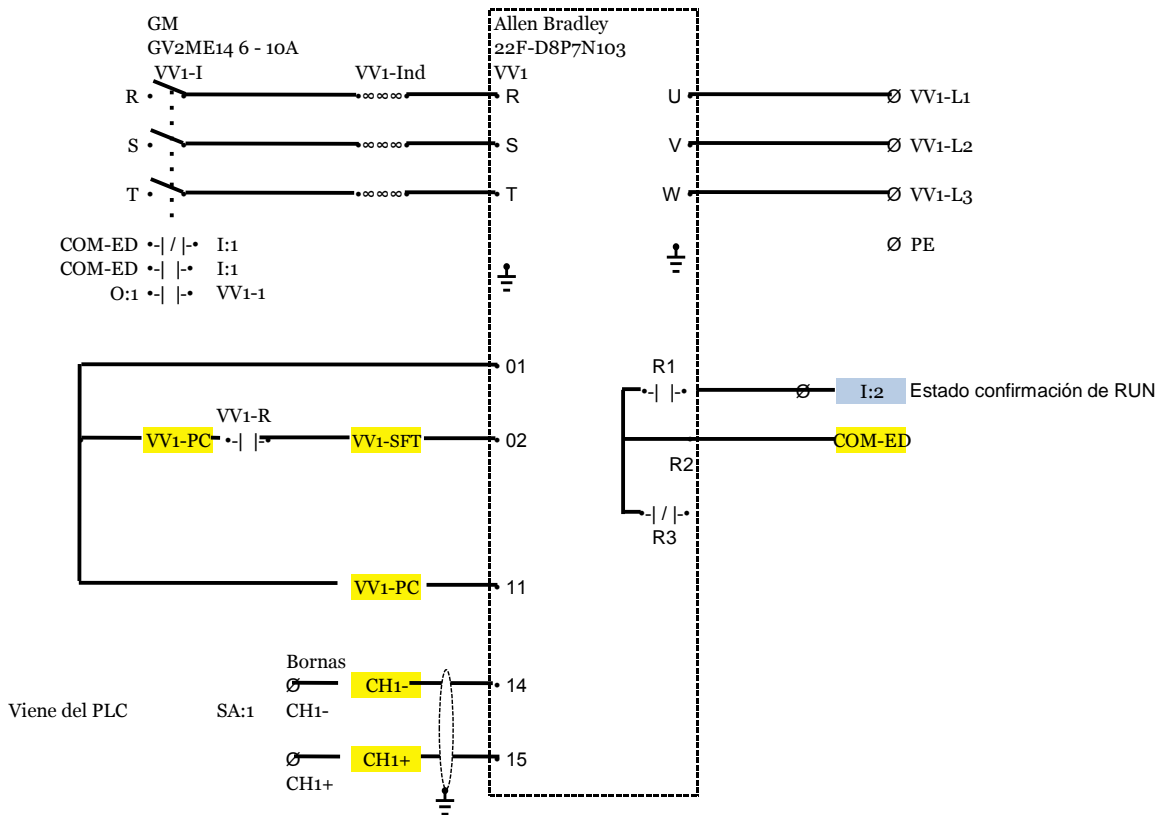 GM
GV2ME14 6 - 10A
VV1-I
VV1-Ind
Allen Bradley
22F-D8P7N103
VV1
R
R
U
Ø VV1-L1
S
S
V
Ø VV1-L2
T
T
W
Ø VV1-L3
COM-ED •-| / |-• I:1
Ø PE
COM-ED •-| |-• I:1
O:1 •-| |-• VV1-1
01
R1
•-| |-•
Ø
I:2
Estado confirmación de RUN
VV1-R
VV1-PC
•-| |-•
VV1-SFT
02
COM-ED
R2
•-| / |-•
R3
VV1-PC
11
Bornas
Ø
CH1-
14
Viene del PLC
SA:1
CH1-
Ø
CH1+
15
CH1+